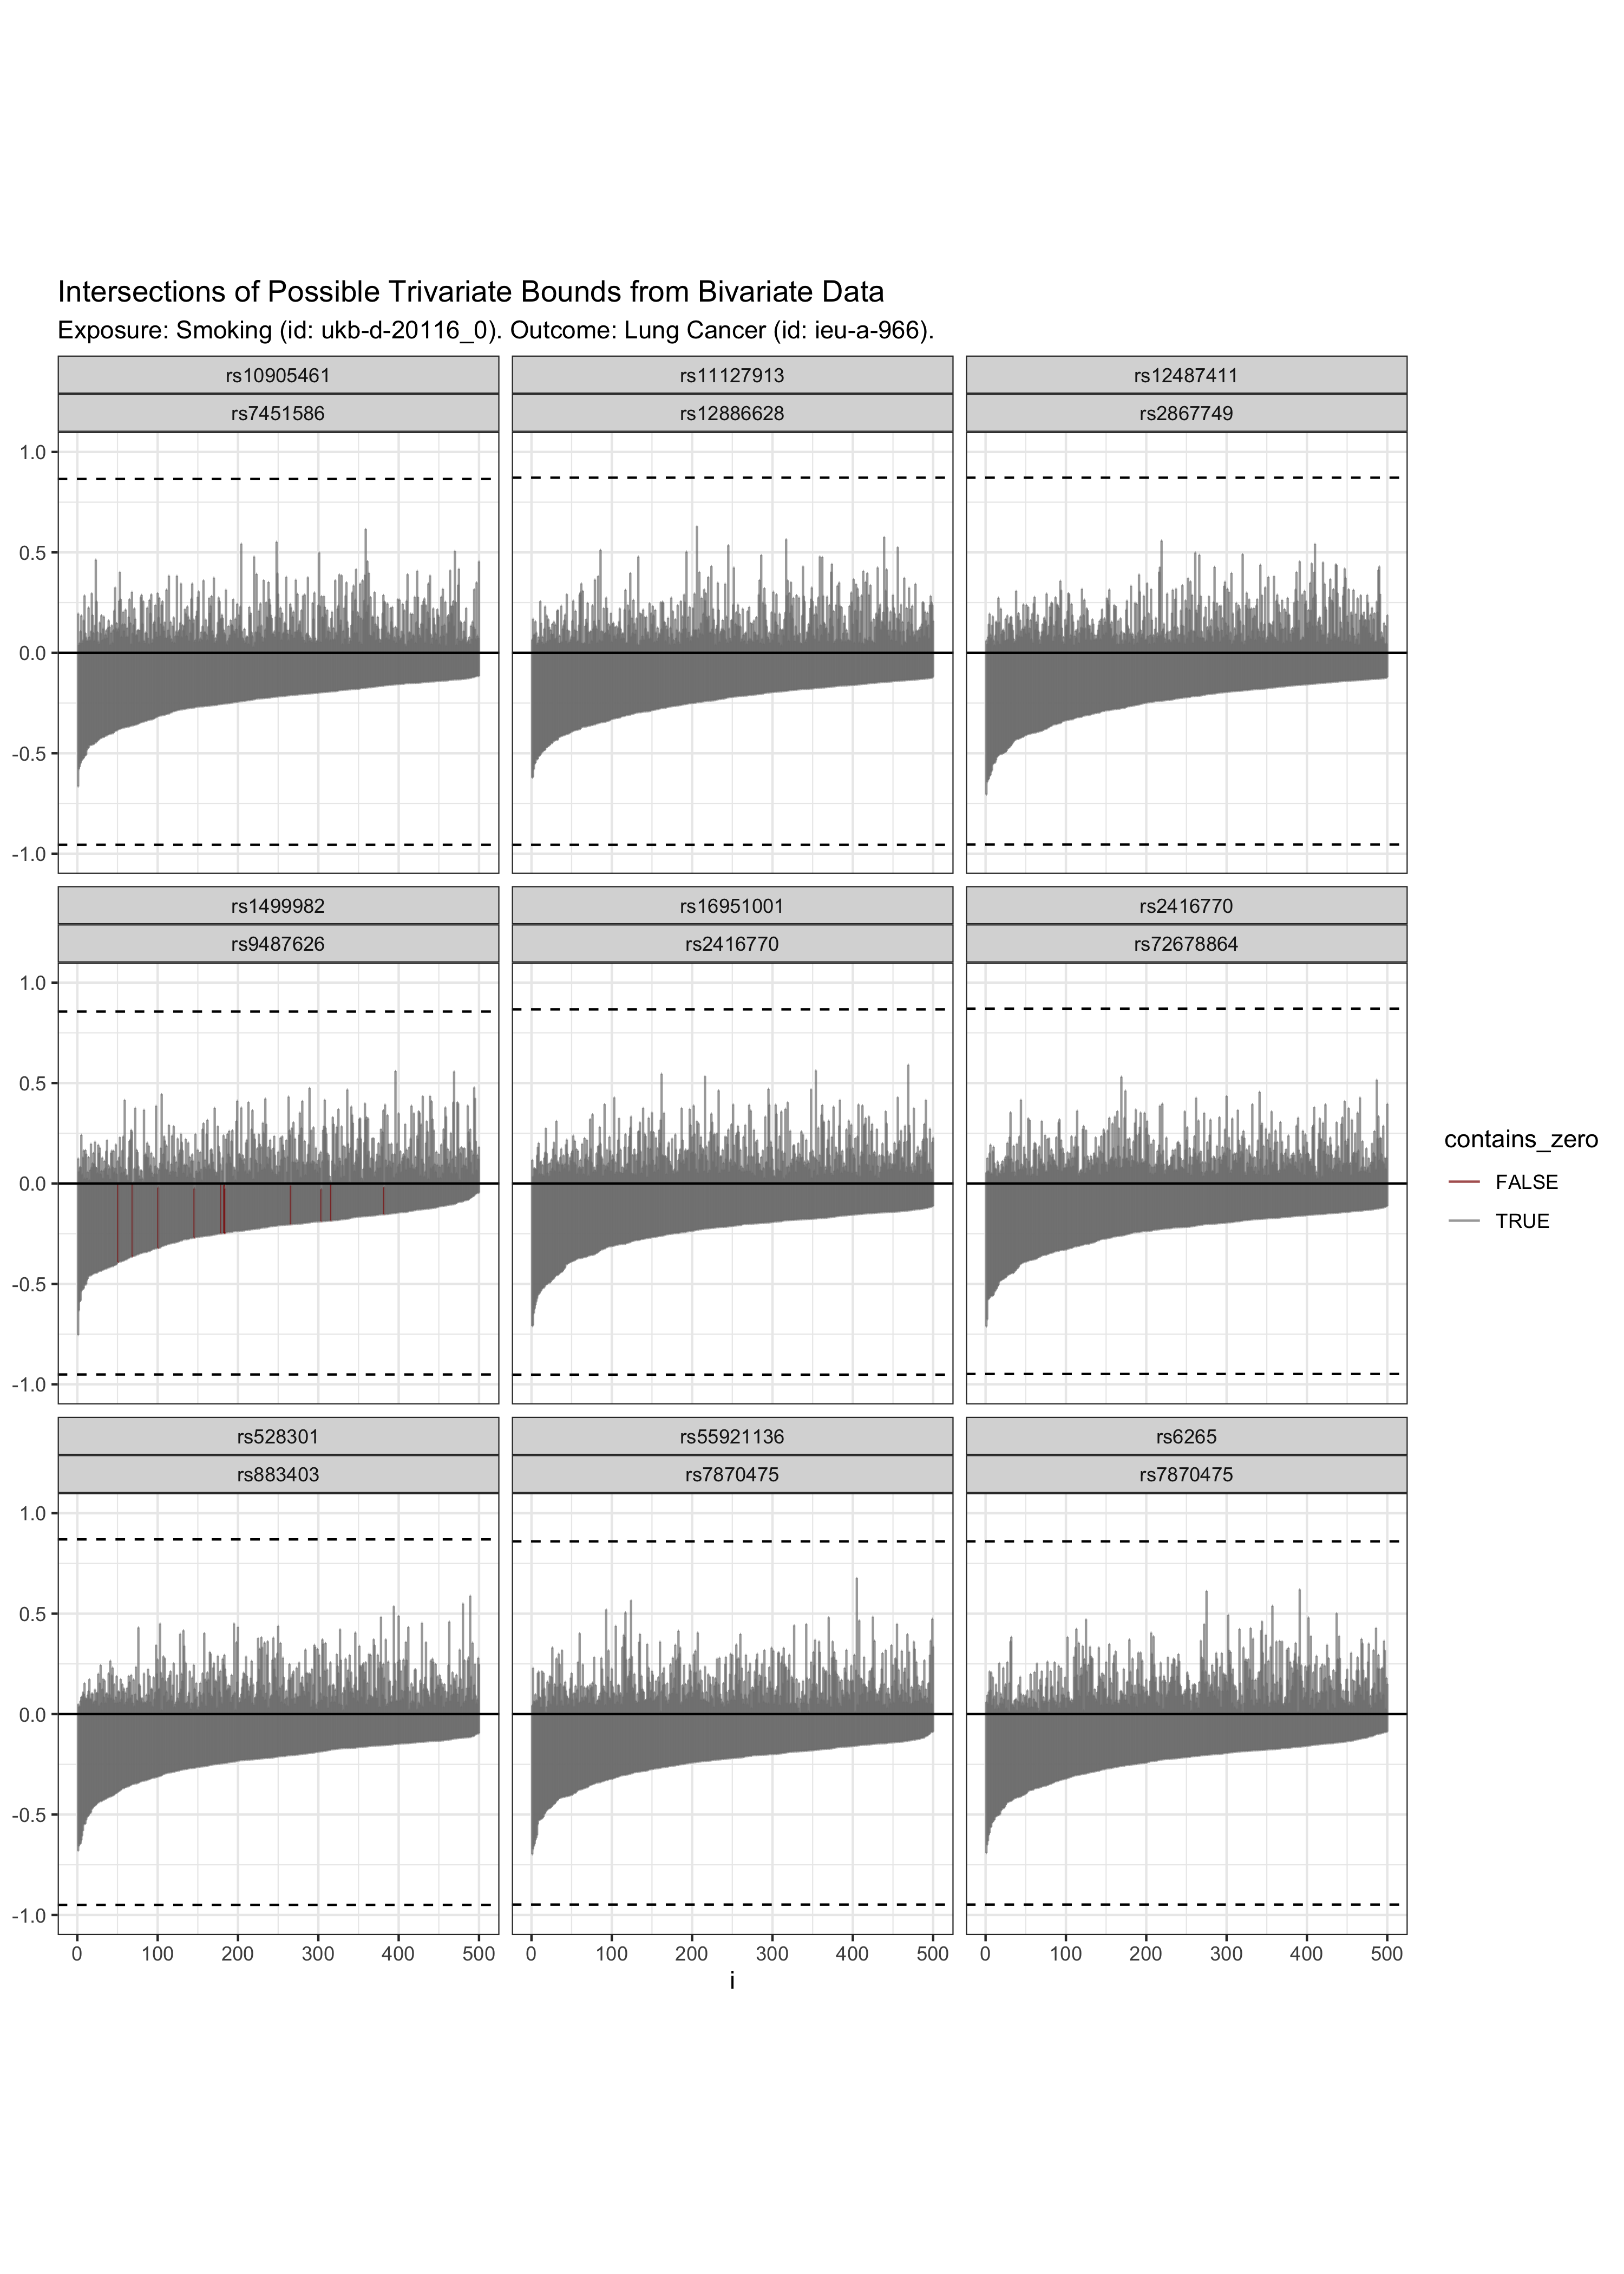 Intersections of Possible Trivariate Bounds from Bivariate Data
Exposure: Smoking (id: ukb-d-20116_0). Outcome: Lung Cancer (id: ieu-a-966).
rs10905461 rs11127913 rs12487411
rs7451586 rs12886628 rs2867749
1.0
0.5
0.0
-0.5
-1.0
rs1499982 rs16951001 rs2416770
rs9487626 rs2416770 rs72678864
1.0
0.5
0.0
-0.5
-1.0
contains_zero
FALSE
TRUE
rs528301 rs55921136 rs6265
rs883403 rs7870475 rs7870475
1.0
0.5
0.0
-0.5
-1.0
0 100 200 300 400 500 0 100 200 300 400 500 0 100 200 300 400 500
i